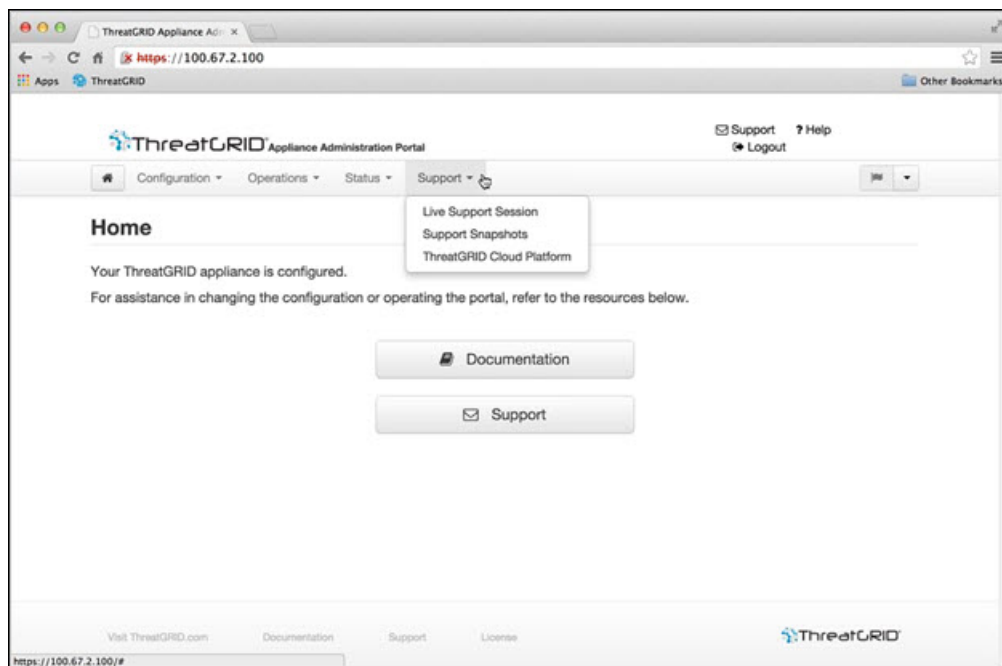 ThreatGRID Appliance Adm
https://100.67.2.100
Apps ThreatGRID Other Bookmarks
ThreatGRID Appliance Administration Portal
Support ? Help
Logout
Configuration Operations Status Support
Live Support Session
Support Snapshots
ThreatGRID Cloud Platform
Home
Your ThreatGRID appliance is configured.
For assistance in changing the configuration or operating the portal, refer to the resources below.
Documentation
Support
Visit ThreatGRID.com Documentation Support License ThreatGRID
https://100.67.2.100/#